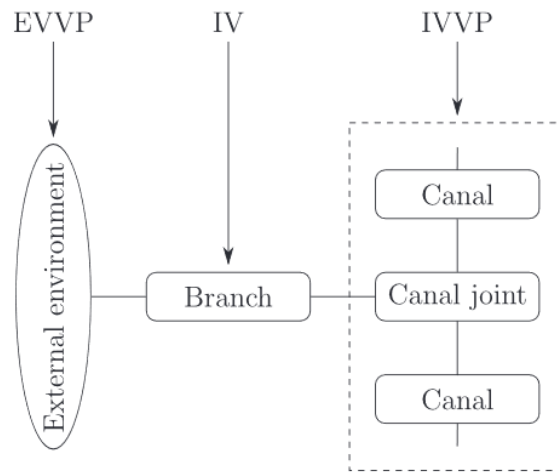 EVVP
IV
IVVP
External environment
Branch
Canal
Canal joint
Canal